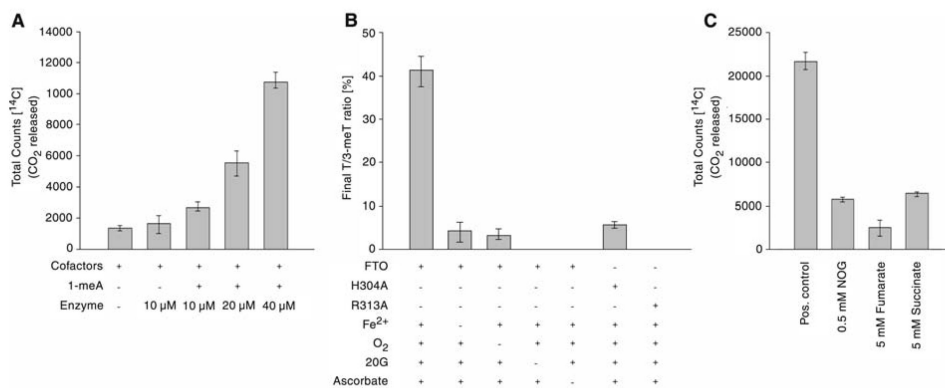 A
Total Counts [¹⁴C]
(CO₂ released)
14000
12000
10000
8000
6000
4000
2000
0
Cofactors + + + + +
1-meA - - + + +
Enzyme - 10 μM 10 μM 20 μM 40 μM
B
Final T/3-meT ratio [%]
50
40
30
20
10
0
FTO + + + + + - -
H304A - - - - - + -
R313A - - - - - - +
Fe²⁺ + - + + + + +
O₂ + + - + + + +
20G + + + - + + +
Ascorbate + + + + - + +
C
Total Counts [¹⁴C]
(CO₂ released)
25000
20000
15000
10000
5000
0
Pos. control
0.5 mM NOG
5 mM Fumarate
5 mM Succinate